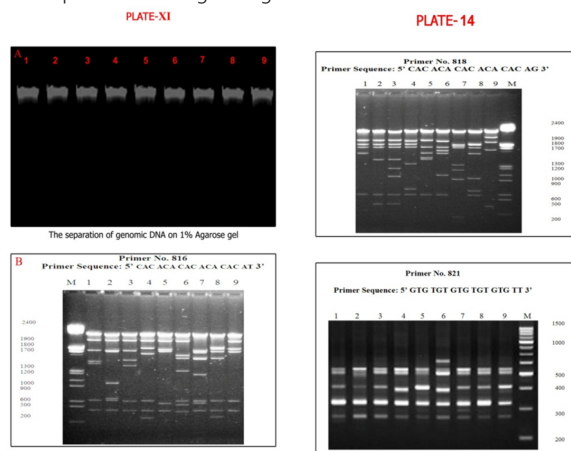 PLATE-XI
A
1 2 3 4 5 6 7 8 9
The separation of genomic DNA on 1% Agarose gel
B
Primer No. 816
Primer Sequence: 5' CAC ACA CAC ACA CAC AT 3'
M 1 2 3 4 5 6 7 8 9
2400
1900
1800
1700
1300
1200
1000
900
600
500
200
PLATE- 14
Primer No. 818
Primer Sequence: 5' CAC ACA CAC ACA CAC AG 3'
1 2 3 4 5 6 7 8 9 M
2400
1900
1800
1700
1300
1200
1000
900
600
500
200
Primer No. 821
Primer Sequence: 5' GTG TGT GTG TGT GTG TT 3'
1 2 3 4 5 6 7 8 9 M
1500
1000
500
400
300
200